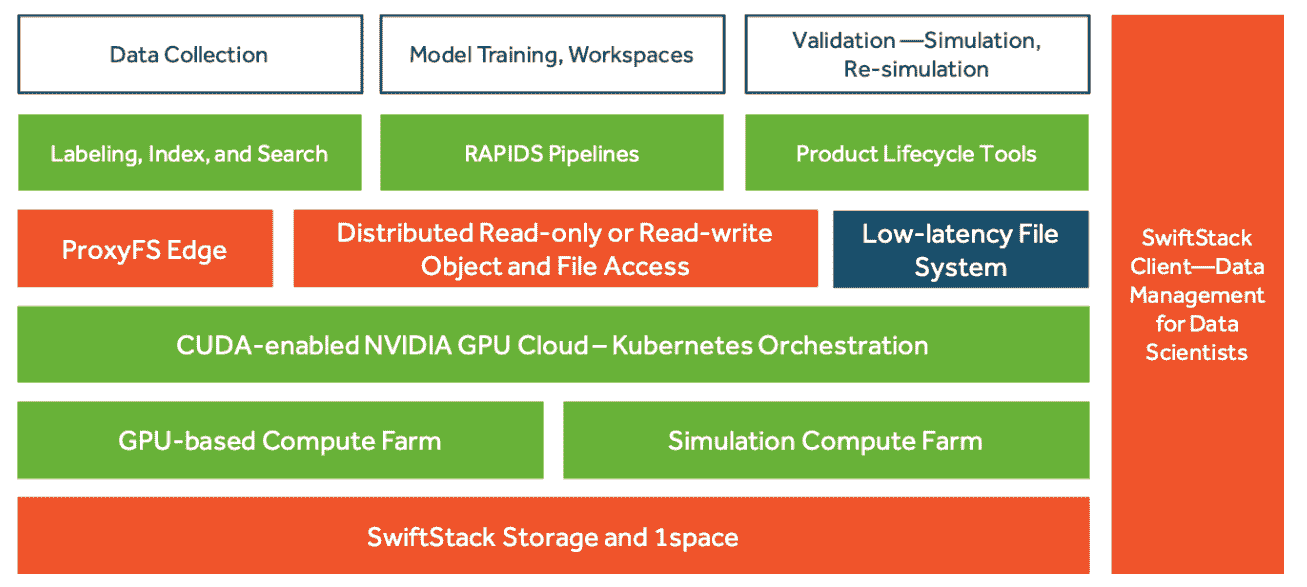 Data Collection
Model Training, Workspaces
Validation —Simulation,
Re-simulation
Labeling, Index, and Search
RAPIDS Pipelines
Product Lifecycle Tools
ProxyFS Edge
Distributed Read-only or Read-write
Object and File Access
Low-latency File
System
CUDA-enabled NVIDIA GPU Cloud – Kubernetes Orchestration
GPU-based Compute Farm
Simulation Compute Farm
SwiftStack Storage and 1space
SwiftStack
Client—Data
Management
for Data
Scientists